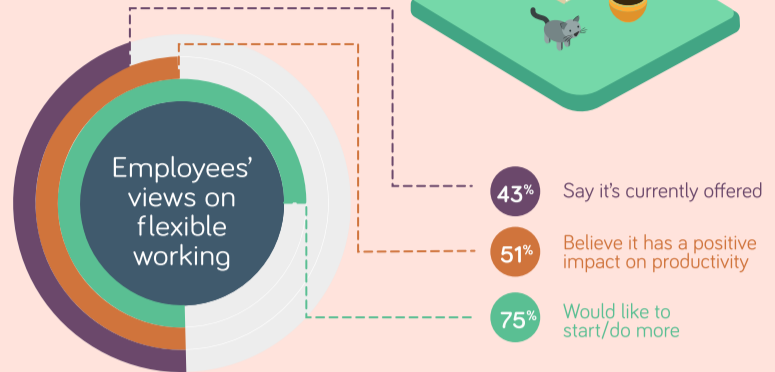 Employees’
views on
flexible
working
43% Say it’s currently offered
51% Believe it has a positive
impact on productivity
75% Would like to
start/do more